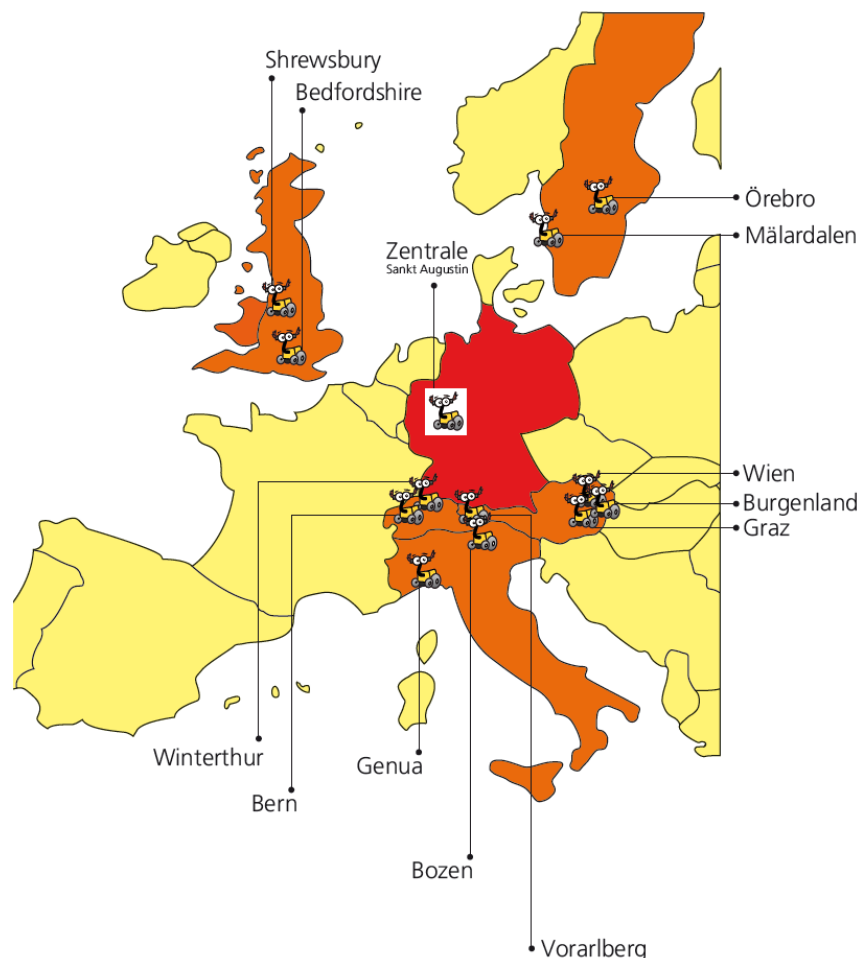 Shrewsbury
Bedfordshire
Örebro
Mälardalen
Zentrale
Sankt Augustin
Wien
Burgenland
Graz
Winterthur
Genua
Bern
Bozen
Vorarlberg